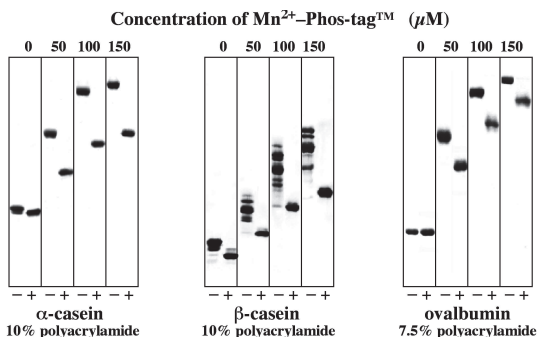 Concentration of Mn²⁺–Phos-tag™ (µM)
0 50 100 150
0 50 100 150
0 50 100 150
− + − + − + − +
− + − + − + − +
− + − + − + − +
α-casein
10% polyacrylamide
β-casein
10% polyacrylamide
ovalbumin
7.5% polyacrylamide